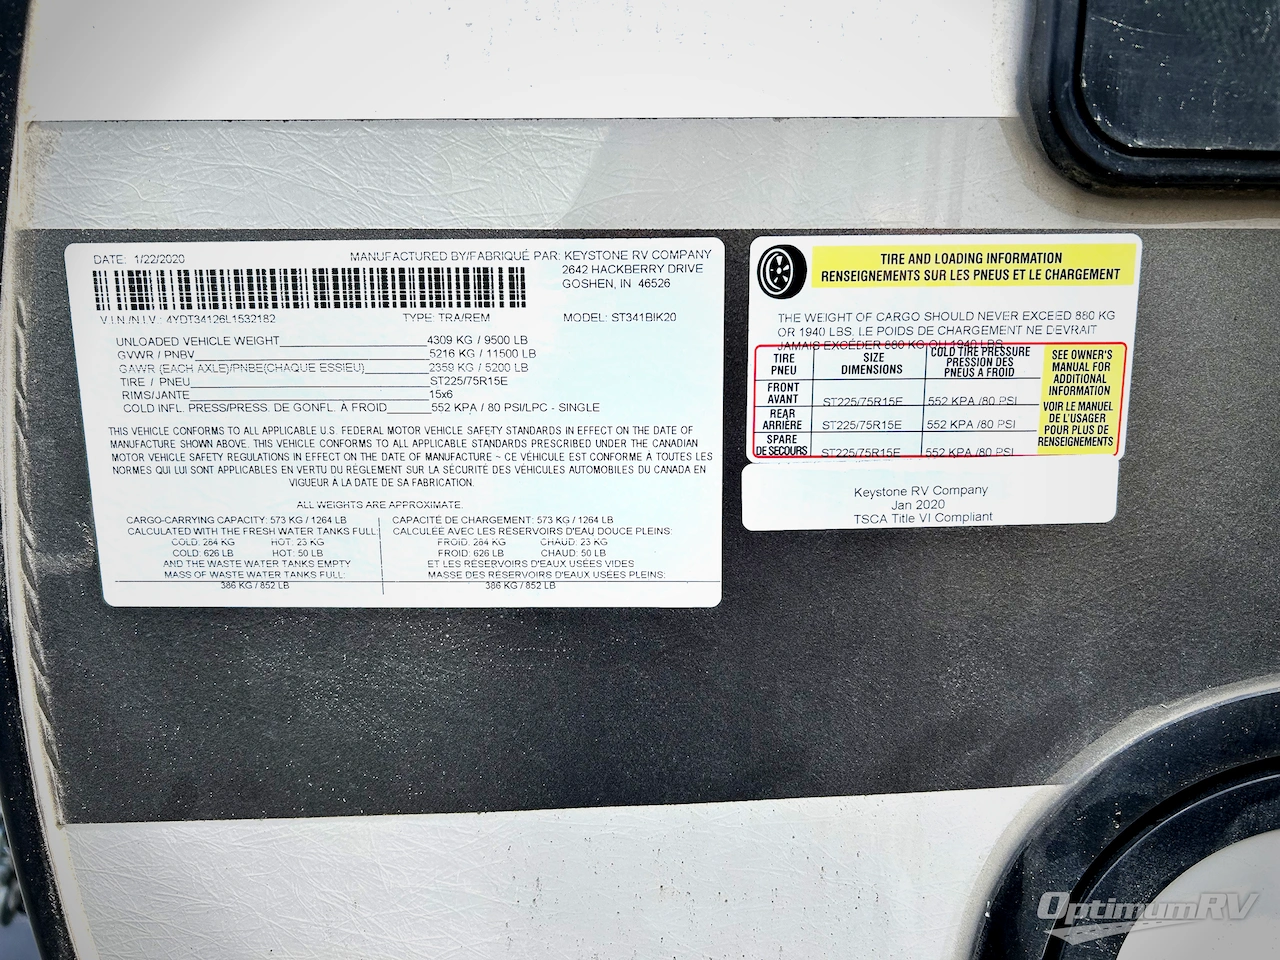 DATE: 1/22/2020 MANUFACTURED BY/FABRIQUÉ PAR: KEYSTONE RV COMPANY
2642 HACKBERRY DRIVE
GOSHEN, IN 46526
V.I.N./N.I.V.: 4YDT34126L1532182 TYPE: TRA/REM MODEL: ST341BIK20
UNLOADED VEHICLE WEIGHT 4309 KG / 9500 LB
GVWR / PNBV 5216 KG / 11500 LB
GAWR (EACH AXLE)/PNBE(CHAQUE ESSIEU) 2359 KG / 5200 LB
TIRE / PNEU ST225/75R15E
RIMS/JANTE 15x6
COLD INFL. PRESS/PRESS. DE GONFL. À FROID 552 KPA / 80 PSI/LPC - SINGLE
THIS VEHICLE CONFORMS TO ALL APPLICABLE U.S. FEDERAL MOTOR VEHICLE SAFETY STANDARDS IN EFFECT ON THE DATE OF
MANUFACTURE SHOWN ABOVE. THIS VEHICLE CONFORMS TO ALL APPLICABLE STANDARDS PRESCRIBED UNDER THE CANADIAN
MOTOR VEHICLE SAFETY REGULATIONS IN EFFECT ON THE DATE OF MANUFACTURE ~ CE VÉHICULE EST CONFORME À TOUTES LES
NORMES QUI LUI SONT APPLICABLES EN VERTU DU RÈGLEMENT SUR LA SÉCURITÉ DES VÉHICULES AUTOMOBILES DU CANADA EN
VIGUEUR À LA DATE DE SA FABRICATION.
ALL WEIGHTS ARE APPROXIMATE.
CARGO-CARRYING CAPACITY: 573 KG / 1264 LB
CALCULATED WITH THE FRESH WATER TANKS FULL:
COLD: 284 KG HOT: 23 KG
COLD: 626 LB HOT: 50 LB
AND THE WASTE WATER TANKS EMPTY
MASS OF WASTE WATER TANKS FULL:
386 KG / 852 LB
CAPACITÉ DE CHARGEMENT: 573 KG / 1264 LB
CALCULÉE AVEC LES RÉSERVOIRS D'EAU DOUCE PLEINS:
FROID: 284 KG CHAUD: 23 KG
FROID: 626 LB CHAUD: 50 LB
ET LES RÉSERVOIRS D'EAUX USÉES VIDES
MASSE DES RÉSERVOIRS D'EAUX USÉES PLEINS:
386 KG / 852 LB
TIRE AND LOADING INFORMATION
RENSEIGNEMENTS SUR LES PNEUS ET LE CHARGEMENT
THE WEIGHT OF CARGO SHOULD NEVER EXCEED 880 KG
OR 1940 LBS. LE POIDS DE CHARGEMENT NE DEVRAIT
JAMAIS EXCÉDER 880 KG OU 1940 LBS.
TIRE
PNEU
SIZE
DIMENSIONS
COLD TIRE PRESSURE
PRESSION DES
PNEUS A FROID
FRONT
AVANT ST225/75R15E 552 KPA /80 PSI
REAR
ARRIÈRE ST225/75R15E 552 KPA /80 PSI
SPARE
DE SECOURS ST225/75R15E 552 KPA /80 PSI
SEE OWNER'S
MANUAL FOR
ADDITIONAL
INFORMATION
VOIR LE MANUEL
DE L'USAGER
POUR PLUS DE
RENSEIGNEMENTS
Keystone RV Company
Jan 2020
TSCA Title VI Compliant
OptimumRV